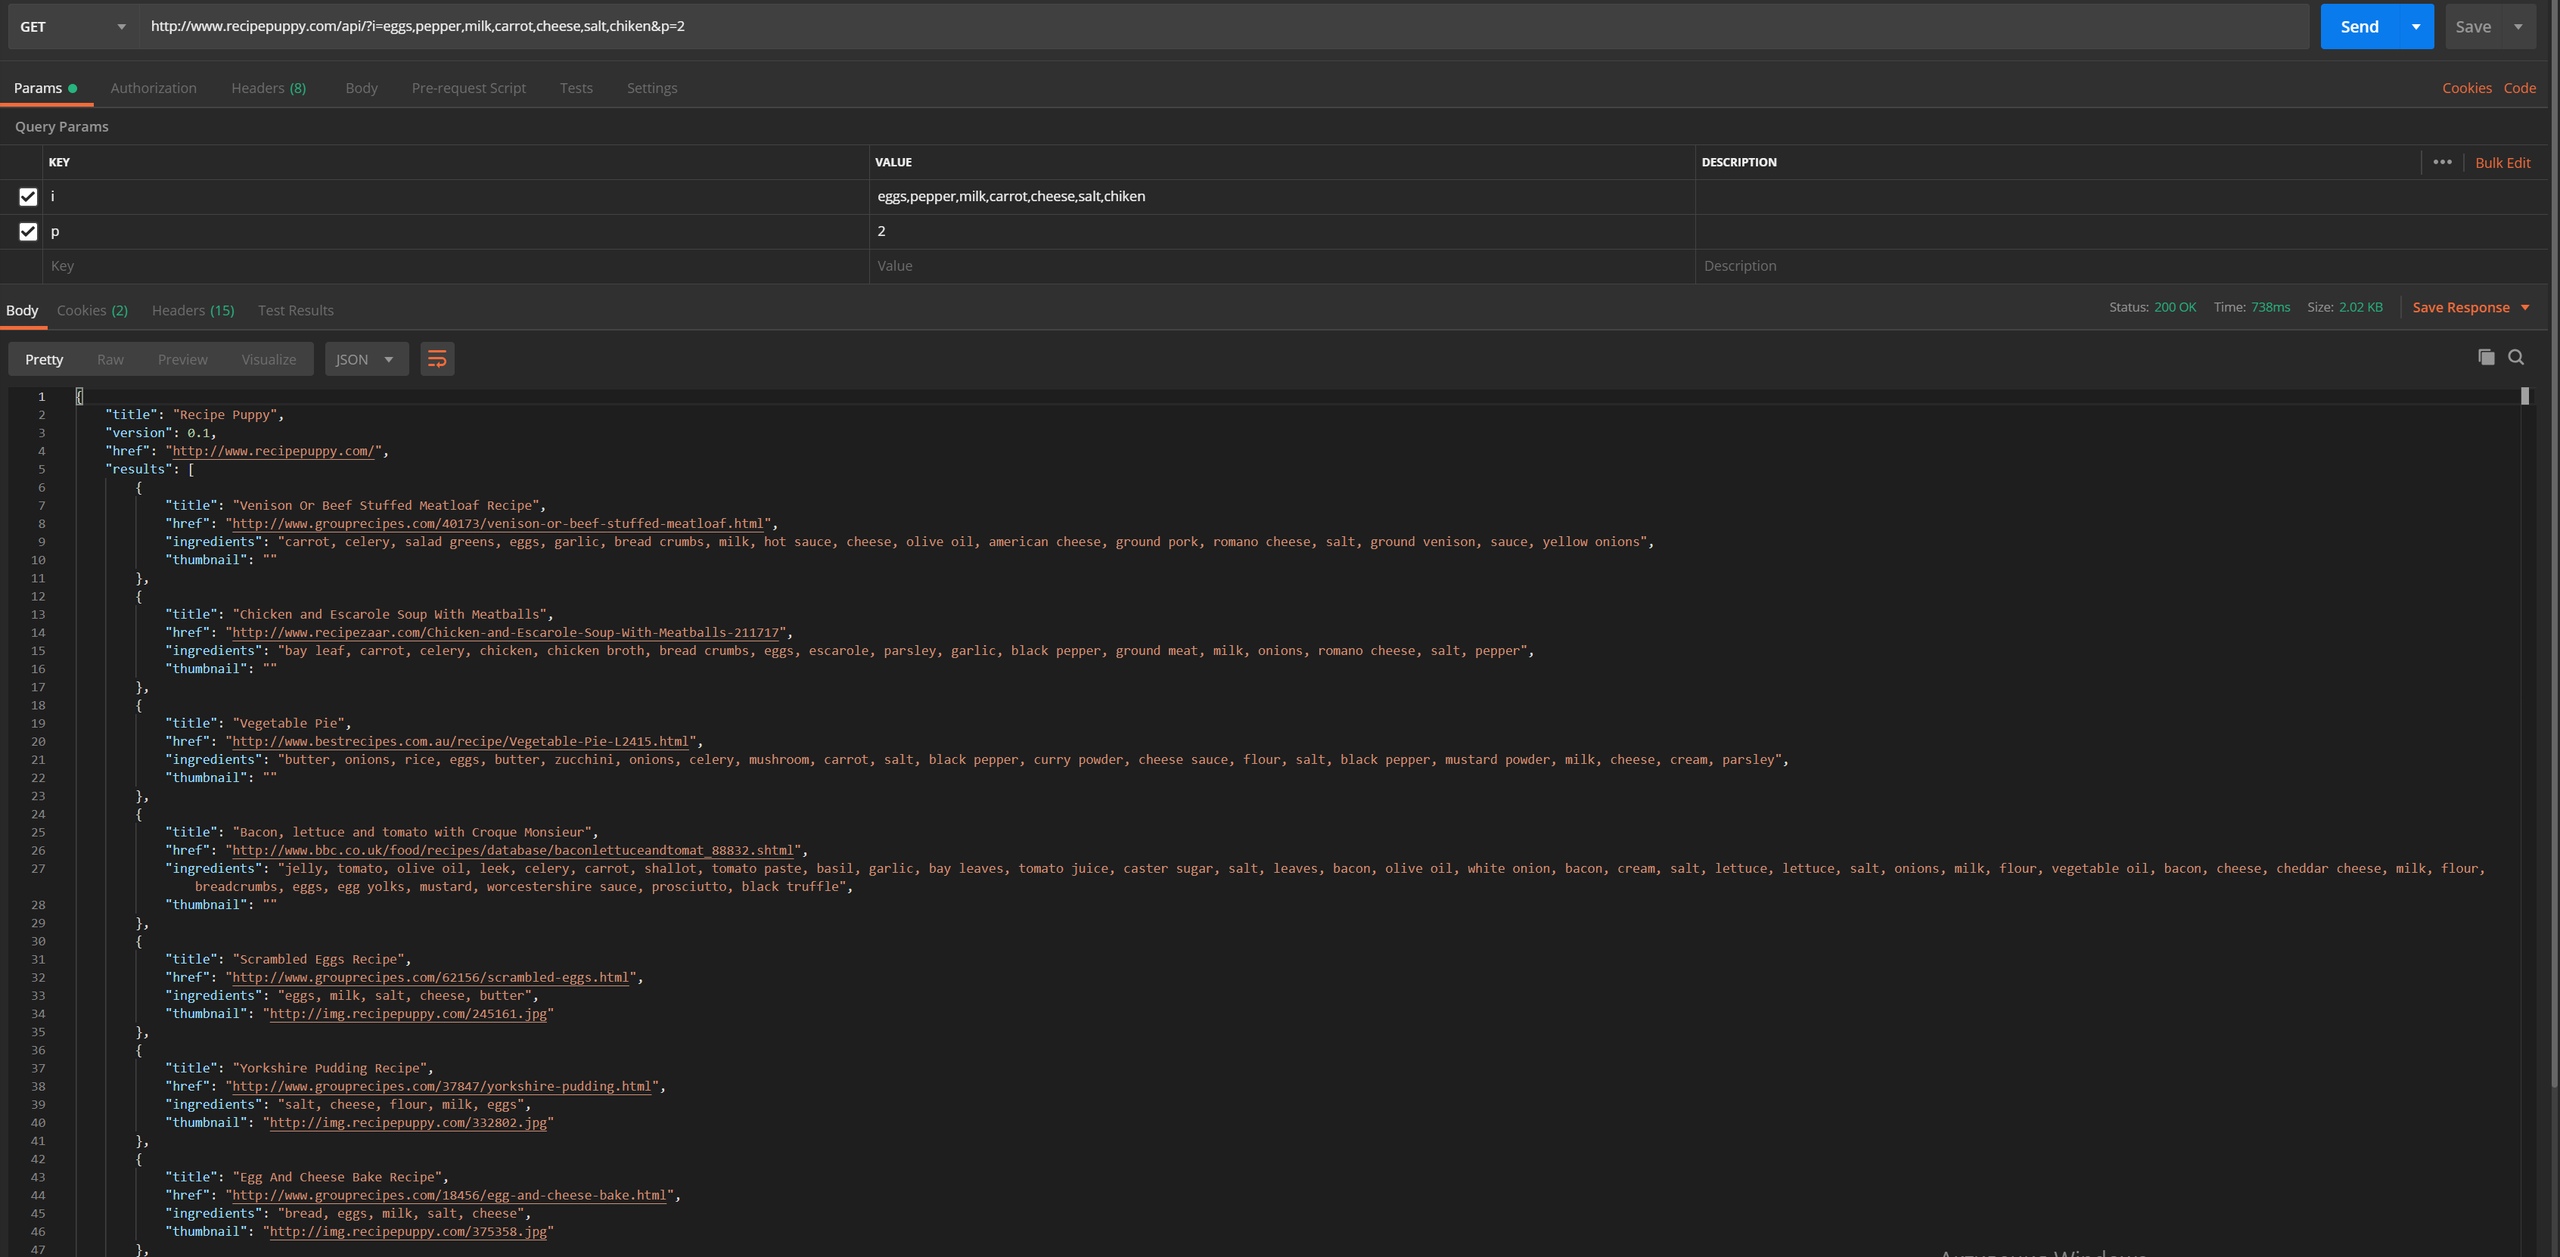 GET http://www.recipepuppy.com/api/?i=eggs,pepper,milk,carrot,cheese,salt,chiken&p=2 Send Save
Params Authorization Headers (8) Body Pre-request Script Tests Settings Cookies Code
Query Params
KEY VALUE DESCRIPTION ••• Bulk Edit
i eggs,pepper,milk,carrot,cheese,salt,chiken
p 2
Key Value Description
Body Cookies (2) Headers (15) Test Results Status: 200 OK Time: 738ms Size: 2.02 KB Save Response
Pretty Raw Preview Visualize JSON
1 {
2 "title": "Recipe Puppy",
3 "version": 0.1,
4 "href": "http://www.recipepuppy.com/",
5 "results": [
6 {
7 "title": "Venison Or Beef Stuffed Meatloaf Recipe",
8 "href": "http://www.grouprecipes.com/40173/venison-or-beef-stuffed-meatloaf.html",
9 "ingredients": "carrot, celery, salad greens, eggs, garlic, bread crumbs, milk, hot sauce, cheese, olive oil, american cheese, ground pork, romano cheese, salt, ground venison, sauce, yellow onions",
10 "thumbnail": ""
11 },
12 {
13 "title": "Chicken and Escarole Soup With Meatballs",
14 "href": "http://www.recipezaar.com/Chicken-and-Escarole-Soup-With-Meatballs-211717",
15 "ingredients": "bay leaf, carrot, celery, chicken, chicken broth, bread crumbs, eggs, escarole, parsley, garlic, black pepper, ground meat, milk, onions, romano cheese, salt, pepper",
16 "thumbnail": ""
17 },
18 {
19 "title": "Vegetable Pie",
20 "href": "http://www.bestrecipes.com.au/recipe/Vegetable-Pie-L2415.html",
21 "ingredients": "butter, onions, rice, eggs, butter, zucchini, onions, celery, mushroom, carrot, salt, black pepper, curry powder, cheese sauce, flour, salt, black pepper, mustard powder, milk, cheese, cream, parsley",
22 "thumbnail": ""
23 },
24 {
25 "title": "Bacon, lettuce and tomato with Croque Monsieur",
26 "href": "http://www.bbc.co.uk/food/recipes/database/baconlettuceandtomat_88832.shtml",
27 "ingredients": "jelly, tomato, olive oil, leek, celery, carrot, shallot, tomato paste, basil, garlic, bay leaves, tomato juice, caster sugar, salt, leaves, bacon, olive oil, white onion, bacon, cream, salt, lettuce, lettuce, salt, onions, milk, flour, vegetable oil, bacon, cheese, cheddar cheese, milk, flour,
breadcrumbs, eggs, egg yolks, mustard, worcestershire sauce, prosciutto, black truffle",
28 "thumbnail": ""
29 },
30 {
31 "title": "Scrambled Eggs Recipe",
32 "href": "http://www.grouprecipes.com/62156/scrambled-eggs.html",
33 "ingredients": "eggs, milk, salt, cheese, butter",
34 "thumbnail": "http://img.recipepuppy.com/245161.jpg"
35 },
36 {
37 "title": "Yorkshire Pudding Recipe",
38 "href": "http://www.grouprecipes.com/37847/yorkshire-pudding.html",
39 "ingredients": "salt, cheese, flour, milk, eggs",
40 "thumbnail": "http://img.recipepuppy.com/332802.jpg"
41 },
42 {
43 "title": "Egg And Cheese Bake Recipe",
44 "href": "http://www.grouprecipes.com/18456/egg-and-cheese-bake.html",
45 "ingredients": "bread, eggs, milk, salt, cheese",
46 "thumbnail": "http://img.recipepuppy.com/375358.jpg"
47 },